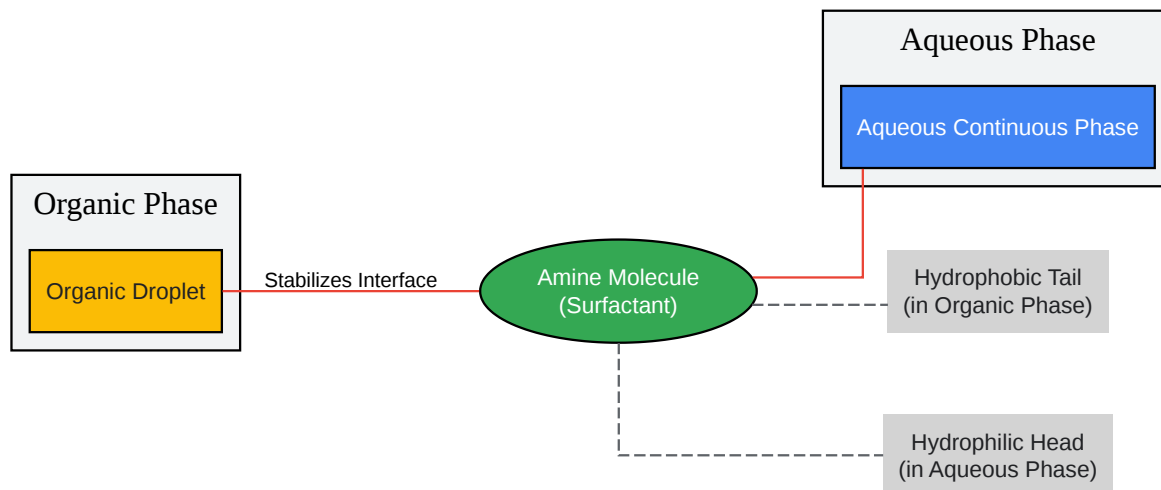 Aqueous Phase
Aqueous Continuous Phase
Organic Phase
Organic Droplet
Stabilizes Interface
Amine Molecule
(Surfactant)
Hydrophobic Tail
(in Organic Phase)
Hydrophilic Head
(in Aqueous Phase)